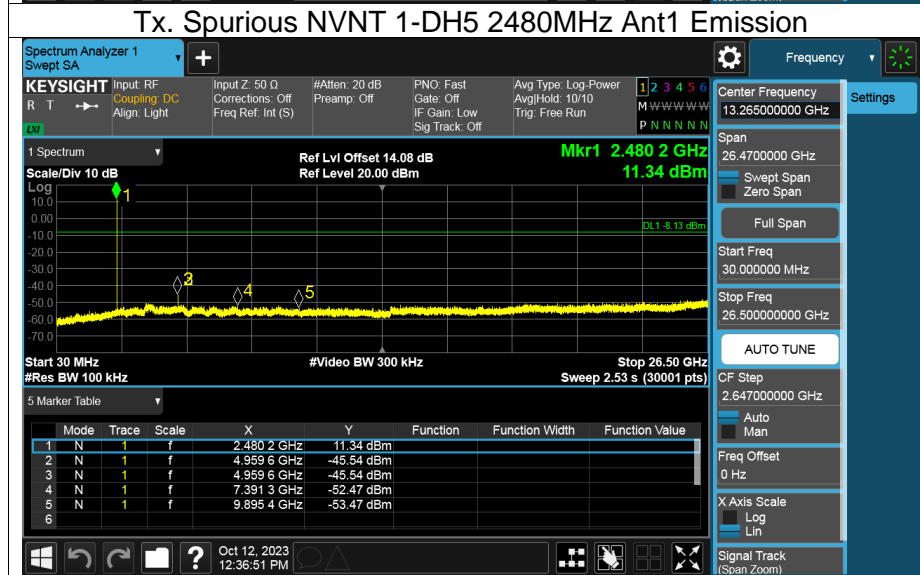 Tx. Spurious NVNT 1-DH5 2480MHz Ant1 Emission
Spectrum Analyzer 1
Swept SA
+
Frequency
KEYSIGHT
R T
LXI
Input: RF
Coupling: DC
Align: Light
Input Z: 50 Ω
Corrections: Off
Freq Ref: Int (S)
#Atten: 20 dB
Preamp: Off
PNO: Fast
Gate: Off
IF Gain: Low
Sig Track: Off
Avg Type: Log-Power
Avg|Hold: 10/10
Trig: Free Run
1 2 3 4 5 6
M W W W W W
P N N N N N
1 Spectrum
Scale/Div 10 dB
Ref Lvl Offset 14.08 dB
Ref Level 20.00 dBm
Mkr1 2.480 2 GHz
11.34 dBm
Log
10.0
0.00
-10.0
-20.0
-30.0
-40.0
-50.0
-60.0
-70.0
1
DL1 -8.13 dBm
3
4
5
Start 30 MHz
#Res BW 100 kHz
#Video BW 300 kHz
Stop 26.50 GHz
Sweep 2.53 s (30001 pts)
5 Marker Table
Mode Trace Scale X Y Function Function Width Function Value
1 N 1 f 2.480 2 GHz 11.34 dBm
2 N 1 f 4.959 6 GHz -45.54 dBm
3 N 1 f 4.959 6 GHz -45.54 dBm
4 N 1 f 7.391 3 GHz -52.47 dBm
5 N 1 f 9.895 4 GHz -53.47 dBm
6
?
Oct 12, 2023
12:36:51 PM
Center Frequency
13.265000000 GHz
Settings
Span
26.4700000 GHz
Swept Span
Zero Span
Full Span
Start Freq
30.000000 MHz
Stop Freq
26.500000000 GHz
AUTO TUNE
CF Step
2.647000000 GHz
Auto
Man
Freq Offset
0 Hz
X Axis Scale
Log
Lin
Signal Track
(Span Zoom)